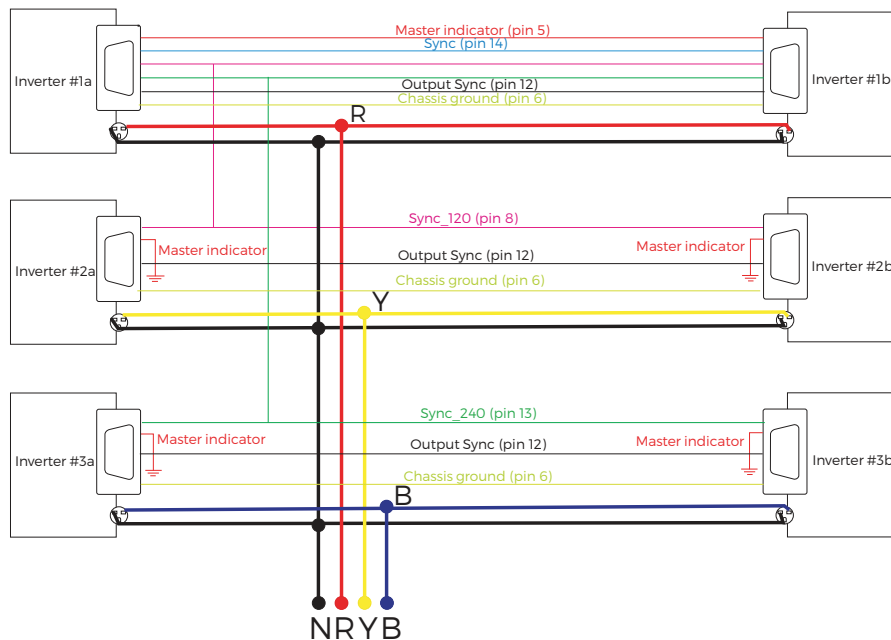 Master indicator (pin 5)
Sync (pin 14)
Inverter #1a
Inverter #1b
Output Sync (pin 12)
Chassis ground (pin 6)
R
Sync_120 (pin 8)
Master indicator
Master indicator
Output Sync (pin 12)
Inverter #2a
Inverter #2b
Chassis ground (pin 6)
Y
Sync_240 (pin 13)
Master indicator
Master indicator
Output Sync (pin 12)
Inverter #3a
Inverter #3b
Chassis ground (pin 6)
B
N R Y B